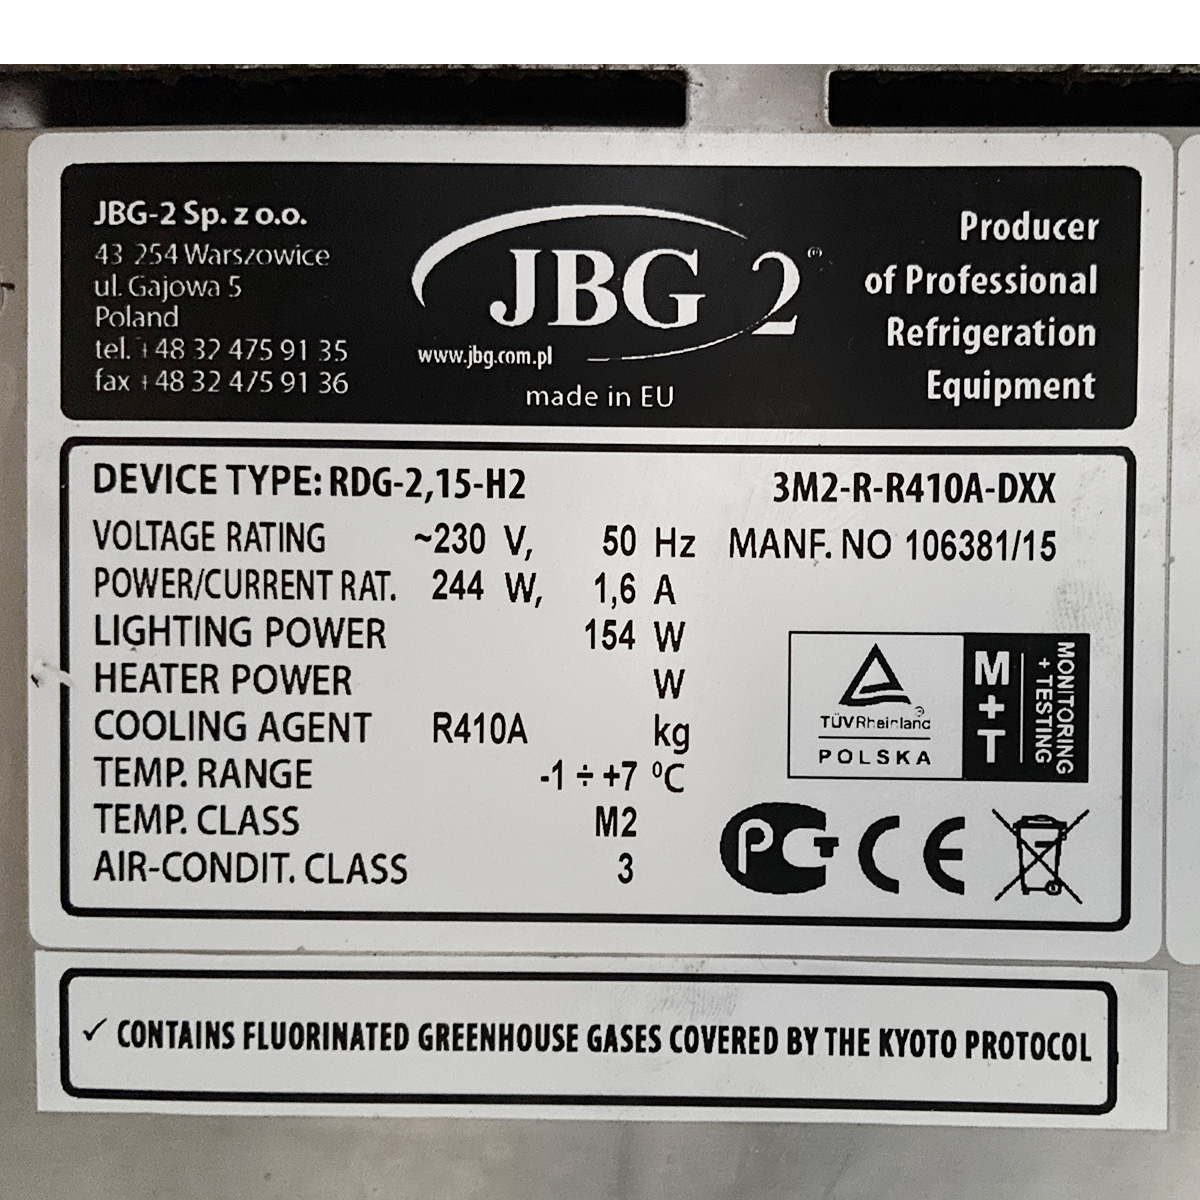 JBG-2 Sp. z o.o.
43 254 Warszowice
ul. Gajowa 5
Poland
tel. +48 32 475 91 35
fax +48 32 475 91 36
JBG 2®
www.jbg.com.pl
made in EU
Producer
of Professional
Refrigeration
Equipment
DEVICE TYPE: RDG-2,15-H2 3M2-R-R410A-DXX
VOLTAGE RATING ~230 V, 50 Hz MANF. NO 106381/15
POWER/CURRENT RAT. 244 W, 1,6 A
LIGHTING POWER 154 W
HEATER POWER W
COOLING AGENT R410A kg
TEMP. RANGE -1 ÷ +7 °C
TEMP. CLASS M2
AIR-CONDIT. CLASS 3
TÜVRheinland
POLSKA
M+T
MONITORING
+ TESTING
PCT CE
✓ CONTAINS FLUORINATED GREENHOUSE GASES COVERED BY THE KYOTO PROTOCOL